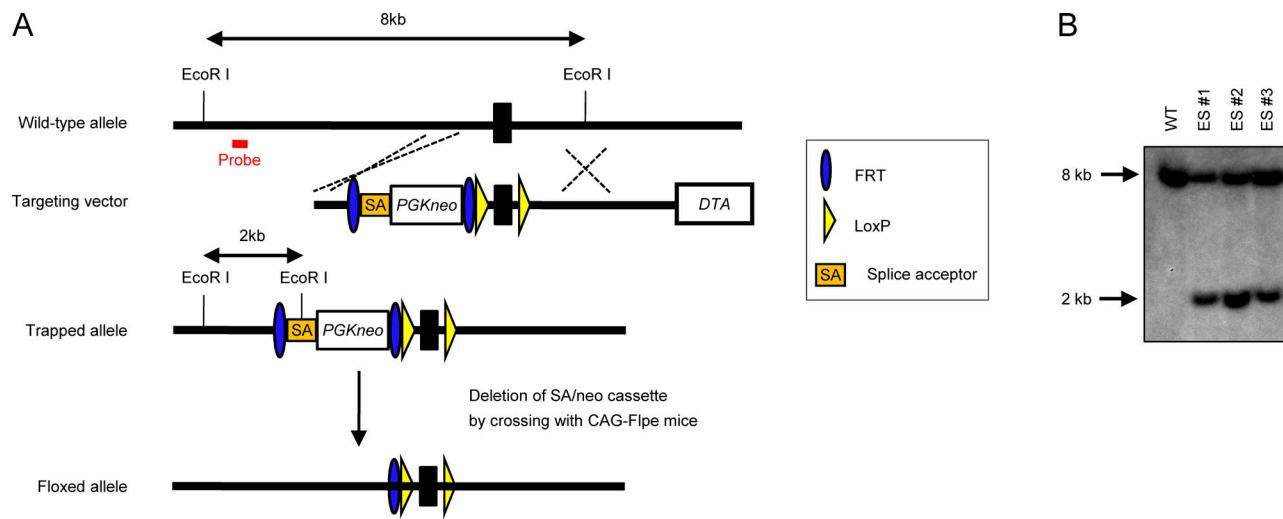 A
8kb
EcoR I
EcoR I
Wild-type allele
Probe
Targeting vector
SA
PGKneo
DTA
2kb
EcoR I
EcoR I
Trapped allele
SA
PGKneo
Deletion of SA/neo cassette
by crossing with CAG-Flpe mice
Floxed allele
FRT
LoxP
SA
Splice acceptor
B
WT
ES #1
ES #2
ES #3
8 kb
2 kb